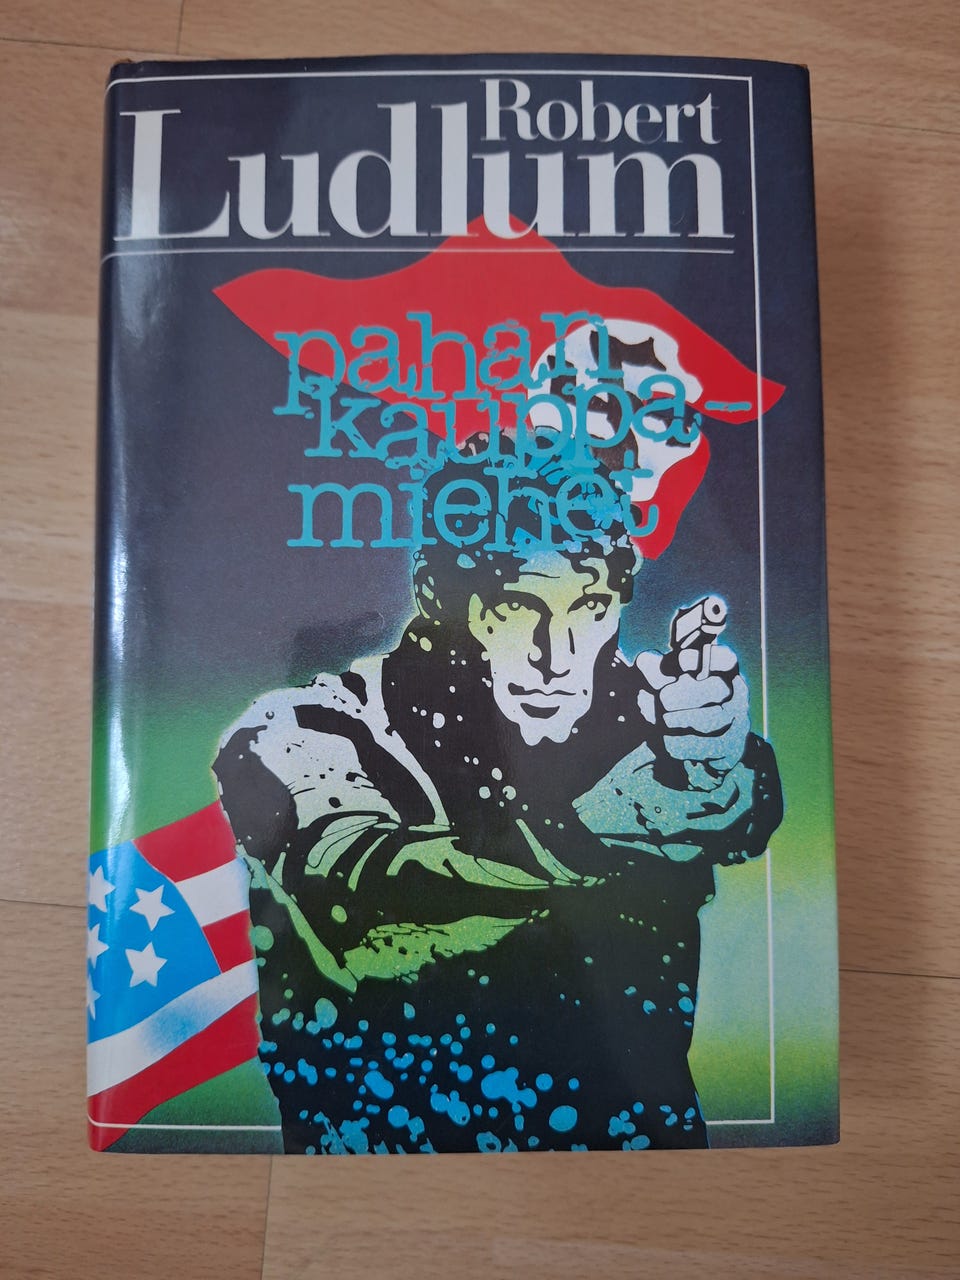 Robert
Ludlum
pahan
kauppa-
miehet